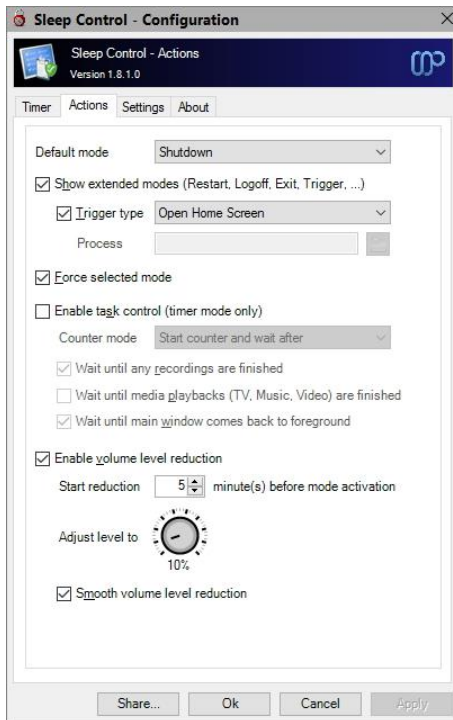 Sleep Control - Configuration
Sleep Control - Actions
Version 1.8.1.0
Timer Actions Settings About
Default mode Shutdown
Show extended modes (Restart, Logoff, Exit, Trigger, ...)
Trigger type Open Home Screen
Process
Force selected mode
Enable task control (timer mode only)
Counter mode Start counter and wait after
Wait until any recordings are finished
Wait until media playbacks (TV, Music, Video) are finished
Wait until main window comes back to foreground
Enable volume level reduction
Start reduction 5 minute(s) before mode activation
Adjust level to
10%
Smooth volume level reduction
Share... Ok Cancel Apply